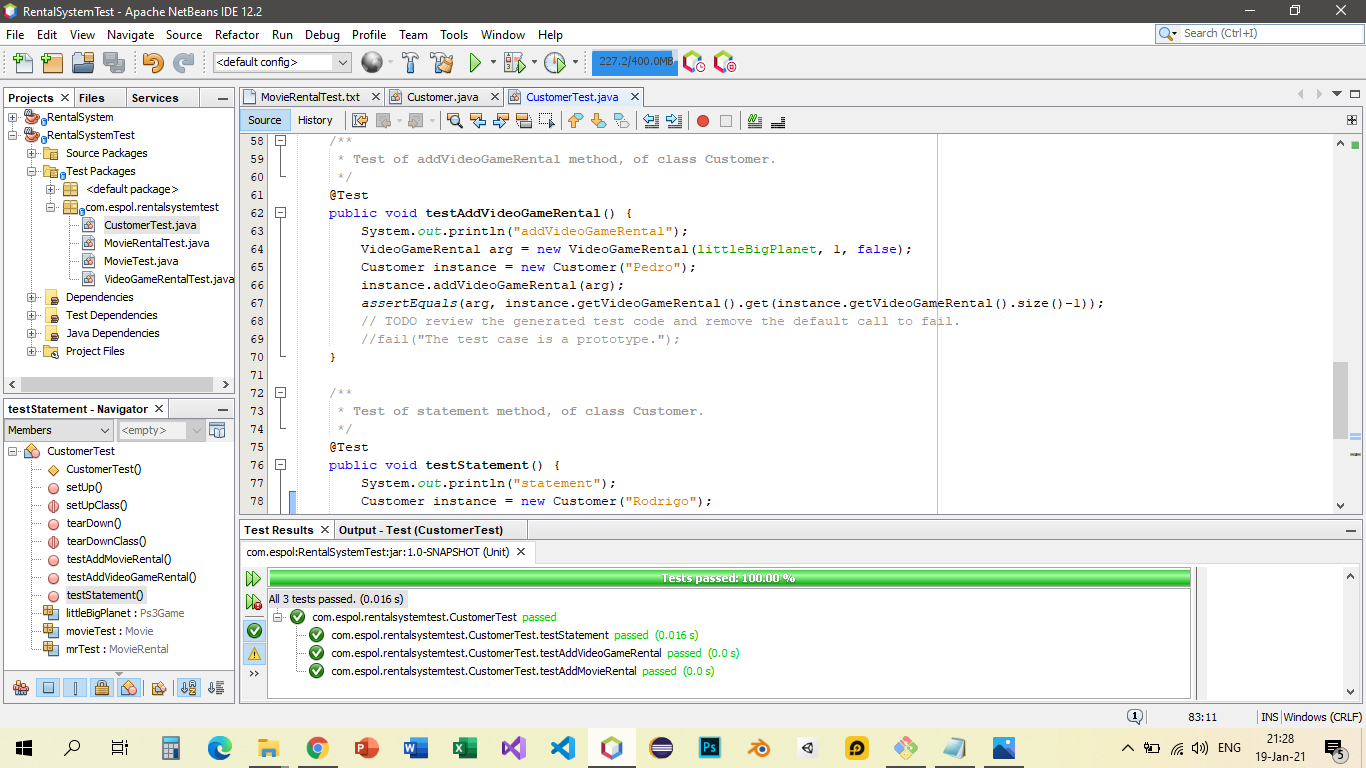 RentalSystemTest - Apache NetBeans IDE 12.2
File Edit View Navigate Source Refactor Run Debug Profile Team Tools Window Help
Search (Ctrl+I)
<default config>
227.2/400.0MB
Projects Files Services
RentalSystem
RentalSystemTest
Source Packages
Test Packages
<default package>
com.espol.rentalsystemtest
CustomerTest.java
MovieRentalTest.java
MovieTest.java
VideoGameRentalTest.java
Dependencies
Test Dependencies
Java Dependencies
Project Files
testStatement - Navigator
Members <empty>
CustomerTest
CustomerTest()
setUp()
setUpClass()
tearDown()
tearDownClass()
testAddMovieRental()
testAddVideoGameRental()
testStatement()
littleBigPlanet : Ps3Game
movieTest : Movie
mrTest : MovieRental
MovieRentalTest.txt Customer.java CustomerTest.java
Source History
58 /**
59 * Test of addVideoGameRental method, of class Customer.
60 */
61 @Test
62 public void testAddVideoGameRental() {
63 System.out.println("addVideoGameRental");
64 VideoGameRental arg = new VideoGameRental(littleBigPlanet, 1, false);
65 Customer instance = new Customer("Pedro");
66 instance.addVideoGameRental(arg);
67 assertEquals(arg, instance.getVideoGameRental().get(instance.getVideoGameRental().size()-1));
68 // TODO review the generated test code and remove the default call to fail.
69 //fail("The test case is a prototype.");
70 }
71
72 /**
73 * Test of statement method, of class Customer.
74 */
75 @Test
76 public void testStatement() {
77 System.out.println("statement");
78 Customer instance = new Customer("Rodrigo");
Test Results Output - Test (CustomerTest)
com.espol:RentalSystemTest:jar:1.0-SNAPSHOT (Unit)
Tests passed: 100.00 %
All 3 tests passed. (0.016 s)
com.espol.rentalsystemtest.CustomerTest passed
com.espol.rentalsystemtest.CustomerTest.testStatement passed (0.016 s)
com.espol.rentalsystemtest.CustomerTest.testAddVideoGameRental passed (0.0 s)
com.espol.rentalsystemtest.CustomerTest.testAddMovieRental passed (0.0 s)
1 83:11 INS Windows (CRLF)
ENG
21:28
19-Jan-21
5